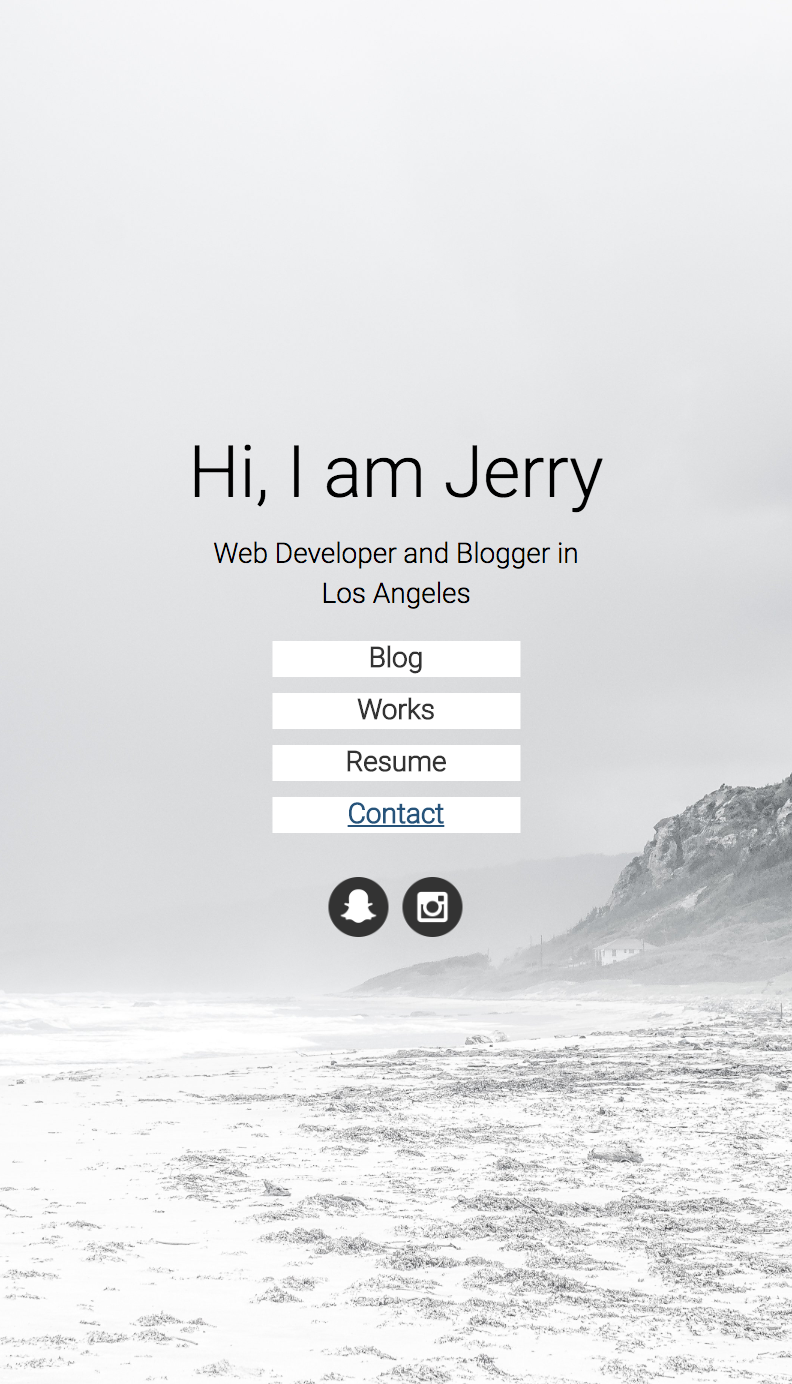 Hi, I am Jerry
Web Developer and Blogger in
Los Angeles
Blog
Works
Resume
Contact